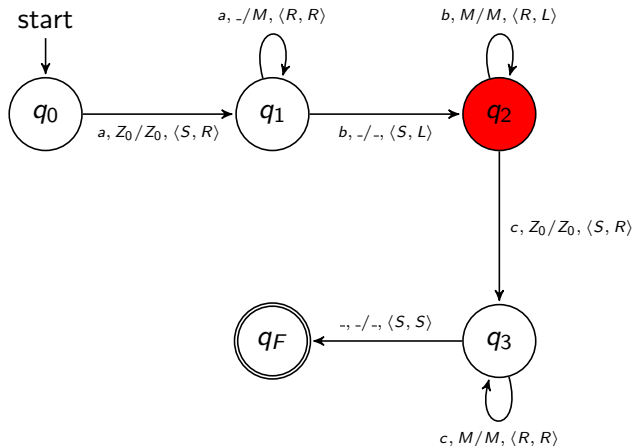 start
a, _/M, ⟨R, R⟩
b, M/M, ⟨R, L⟩
q0
q1
q2
a, Z0/Z0, ⟨S, R⟩
b, _/_, ⟨S, L⟩
c, Z0/Z0, ⟨S, R⟩
qF
_, _/_, ⟨S, S⟩
q3
c, M/M, ⟨R, R⟩